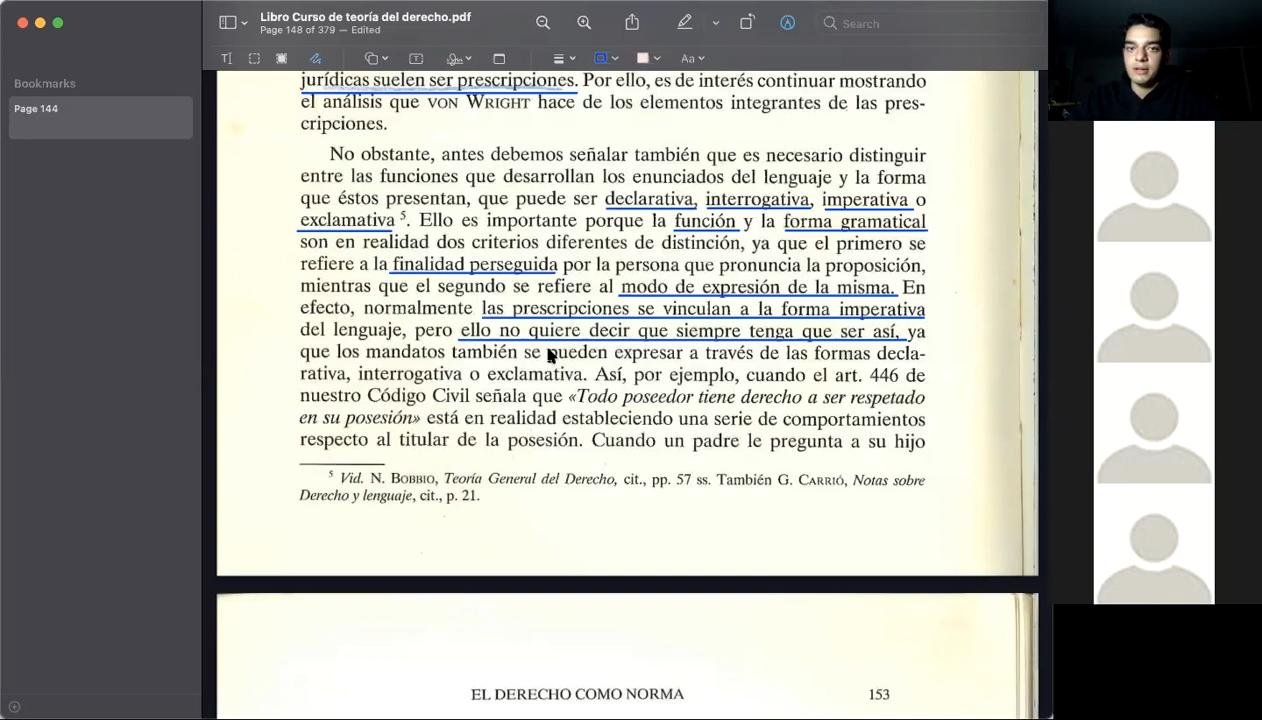 Libro Curso de teoría del derecho.pdf
Page 148 of 379 — Edited
Search
Aa
Bookmarks
Page 144
jurídicas suelen ser prescripciones. Por ello, es de interés continuar mostrando
el análisis que VON WRIGHT hace de los elementos integrantes de las pres-
cripciones.
No obstante, antes debemos señalar también que es necesario distinguir
entre las funciones que desarrollan los enunciados del lenguaje y la forma
que éstos presentan, que puede ser declarativa, interrogativa, imperativa o
exclamativa 5. Ello es importante porque la función y la forma gramatical
son en realidad dos criterios diferentes de distinción, ya que el primero se
refiere a la finalidad perseguida por la persona que pronuncia la proposición,
mientras que el segundo se refiere al modo de expresión de la misma. En
efecto, normalmente las prescripciones se vinculan a la forma imperativa
del lenguaje, pero ello no quiere decir que siempre tenga que ser así, ya
que los mandatos también se pueden expresar a través de las formas decla-
rativa, interrogativa o exclamativa. Así, por ejemplo, cuando el art. 446 de
nuestro Código Civil señala que «Todo poseedor tiene derecho a ser respetado
en su posesión» está en realidad estableciendo una serie de comportamientos
respecto al titular de la posesión. Cuando un padre le pregunta a su hijo
5 Vid. N. BOBBIO, Teoría General del Derecho, cit., pp. 57 ss. También G. CARRIÓ, Notas sobre
Derecho y lenguaje, cit., p. 21.
EL DERECHO COMO NORMA 153